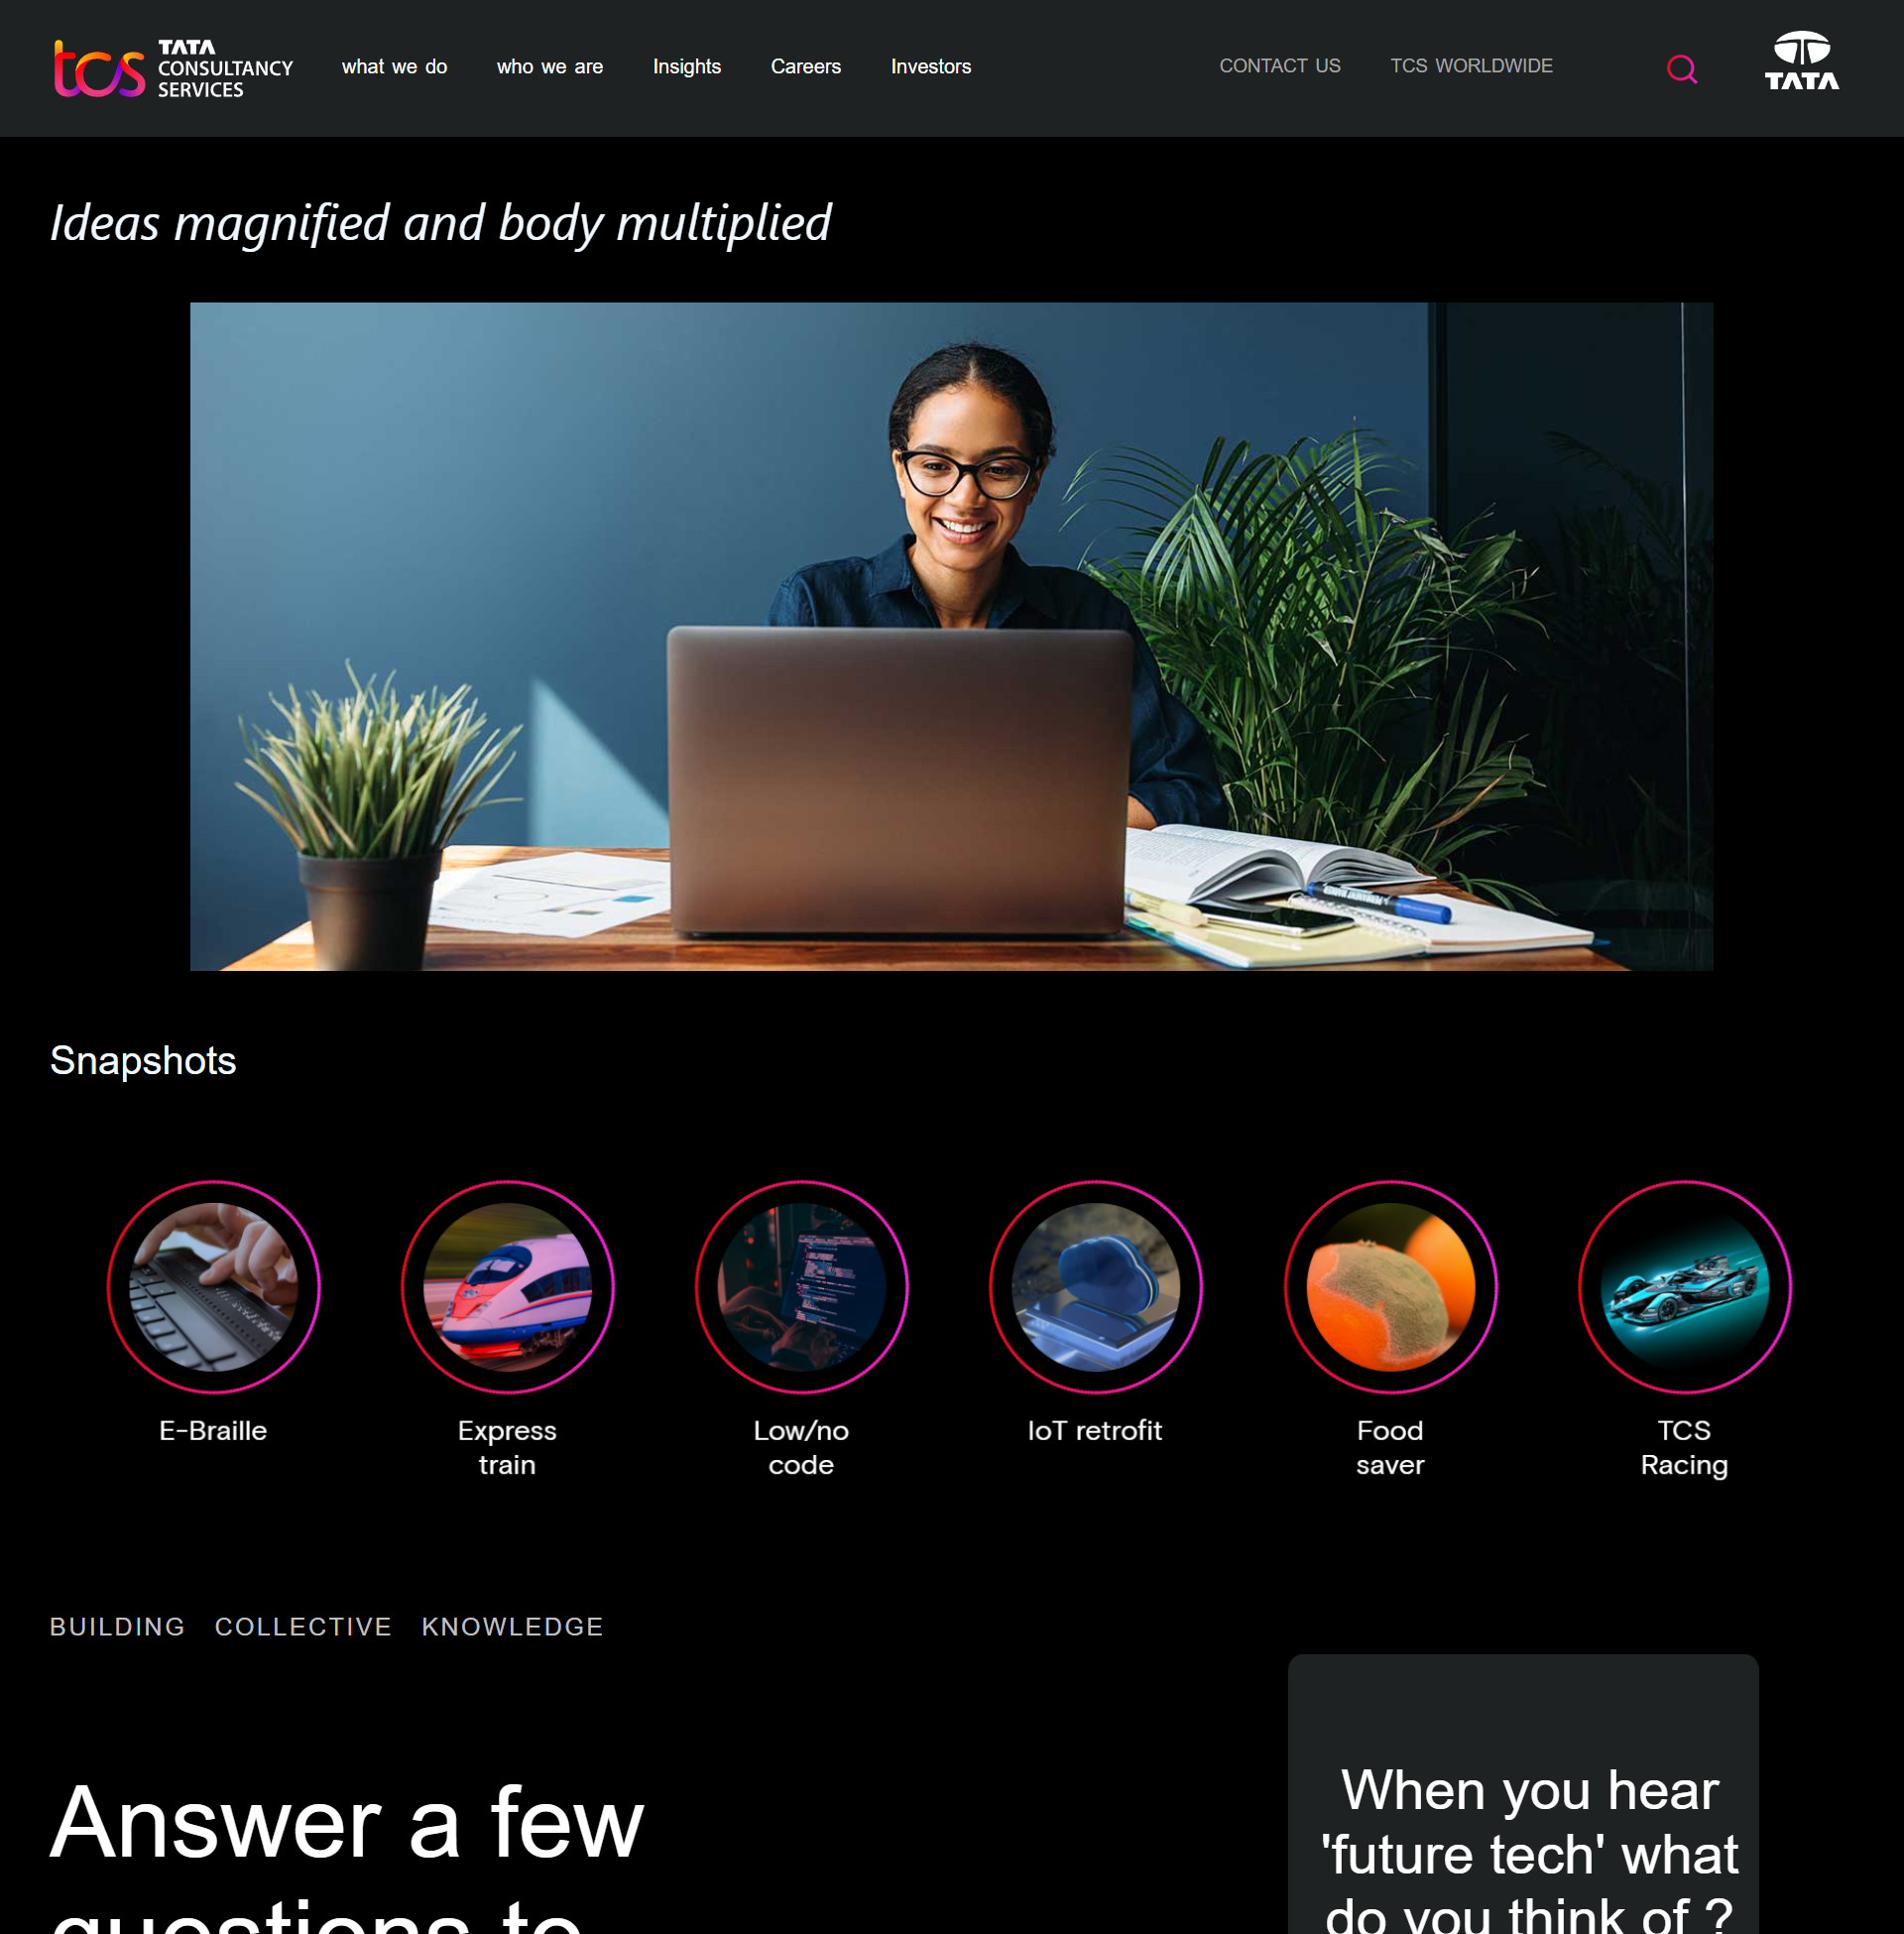 tcs TATA
CONSULTANCY
SERVICES
what we do
who we are
Insights
Careers
Investors
CONTACT US
TCS WORLDWIDE
TATA
Ideas magnified and body multiplied
Snapshots
E-Braille
Express
train
Low/no
code
IoT retrofit
Food
saver
TCS
Racing
BUILDING COLLECTIVE KNOWLEDGE
Answer a few
questions to
When you hear
'future tech' what
do you think of ?